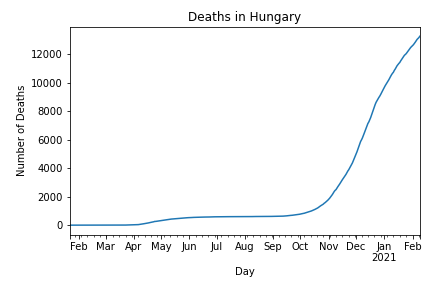 Deaths in Hungary
12000
10000
8000
6000
4000
2000
0
Number of Deaths
Feb Mar Apr May Jun Jul Aug Sep Oct Nov Dec Jan Feb
2021
Day